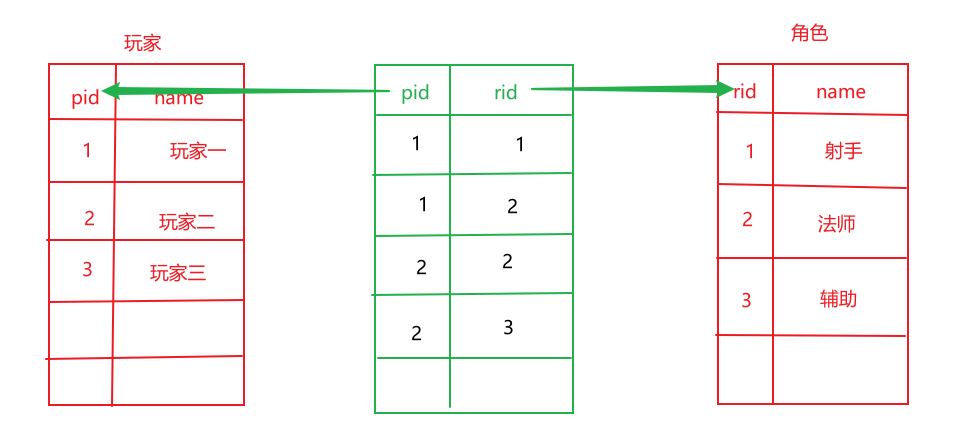 玩家
pid name
1 玩家一
2 玩家二
3 玩家三
pid rid
1 1
1 2
2 2
2 3
角色
rid name
1 射手
2 法师
3 辅助